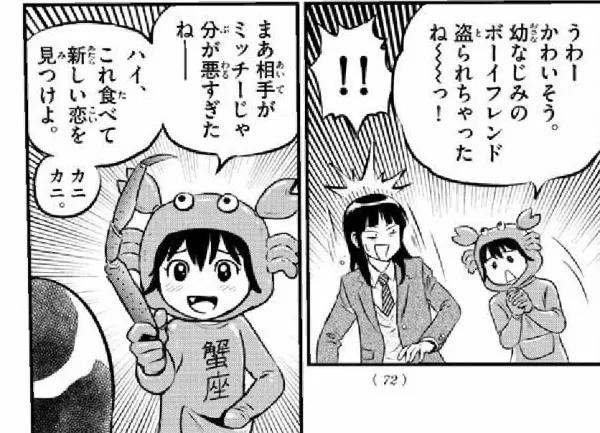 うわー
かわいそう。
幼なじみの
ボーイフレンド
盗られちゃった
ね〜〜〜っ！
！！
まあ相手が
ミッチーじゃ
分が悪すぎた
ね──
ハイ、
これ食べて
新しい恋を
見つけよ。
カニ
カニ。
蟹座
（72）